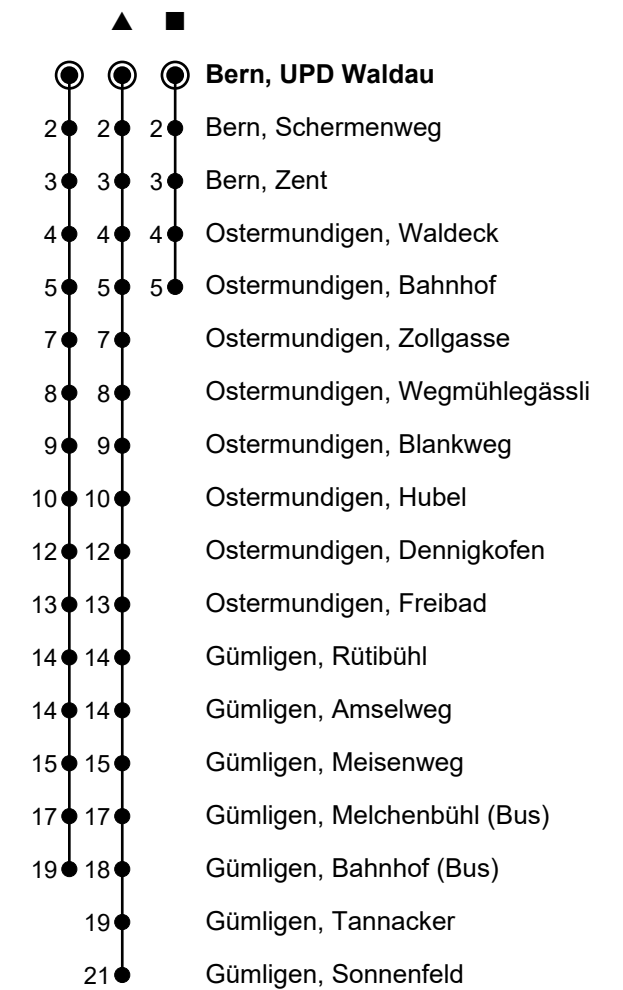 ▲ ■
Bern, UPD Waldau
2 2 2 Bern, Schermenweg
3 3 3 Bern, Zent
4 4 4 Ostermundigen, Waldeck
5 5 5 Ostermundigen, Bahnhof
7 7 Ostermundigen, Zollgasse
8 8 Ostermundigen, Wegmühlegässli
9 9 Ostermundigen, Blankweg
10 10 Ostermundigen, Hubel
12 12 Ostermundigen, Dennigkofen
13 13 Ostermundigen, Freibad
14 14 Gümligen, Rütibühl
14 14 Gümligen, Amselweg
15 15 Gümligen, Meisenweg
17 17 Gümligen, Melchenbühl (Bus)
19 18 Gümligen, Bahnhof (Bus)
19 Gümligen, Tannacker
21 Gümligen, Sonnenfeld